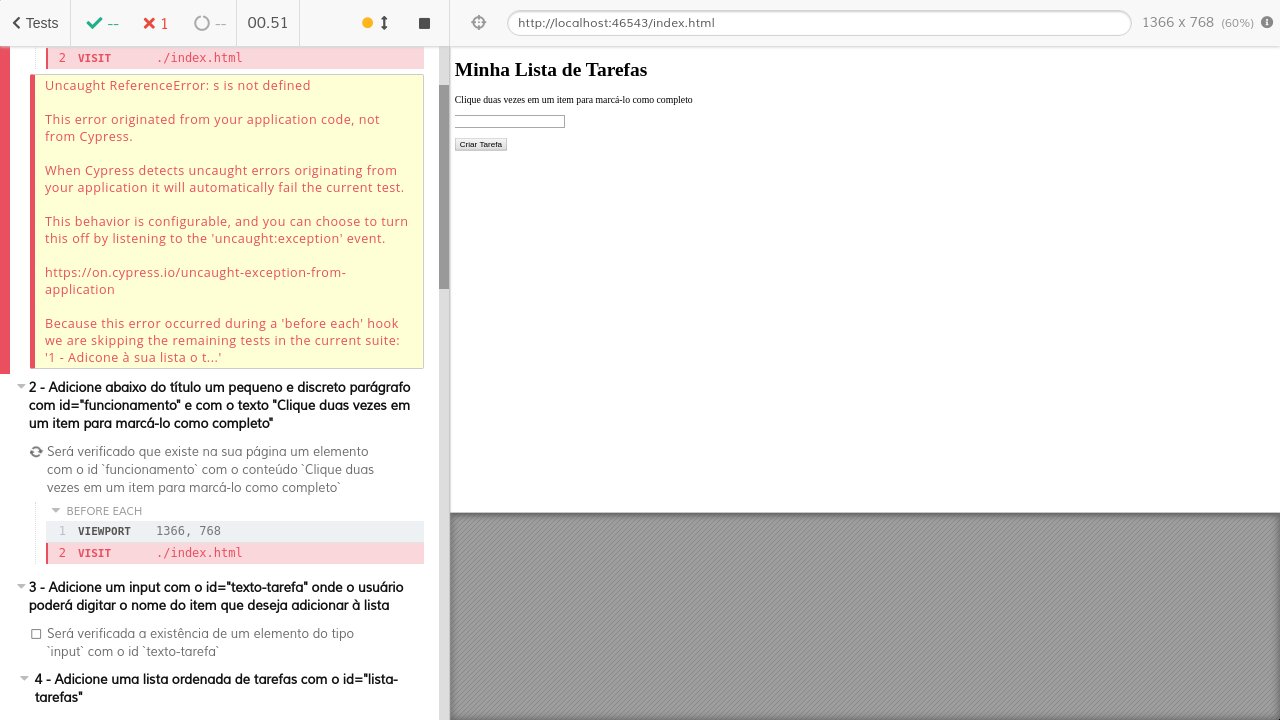 Tests
--
1
--
00.51
http://localhost:46543/index.html
1366 x 768 (60%)
2 VISIT ./index.html
Uncaught ReferenceError: s is not defined
This error originated from your application code, not
from Cypress.
When Cypress detects uncaught errors originating from
your application it will automatically fail the current test.
This behavior is configurable, and you can choose to turn
this off by listening to the 'uncaught:exception' event.
https://on.cypress.io/uncaught-exception-from-
application
Because this error occurred during a 'before each' hook
we are skipping the remaining tests in the current suite:
'1 - Adicone à sua lista o t...'
2 - Adicione abaixo do título um pequeno e discreto parágrafo
com id="funcionamento" e com o texto "Clique duas vezes em
um item para marcá-lo como completo"
Será verificado que existe na sua página um elemento
com o id `funcionamento` com o conteúdo `Clique duas
vezes em um item para marcá-lo como completo`
BEFORE EACH
1 VIEWPORT 1366, 768
2 VISIT ./index.html
3 - Adicione um input com o id="texto-tarefa" onde o usuário
poderá digitar o nome do item que deseja adicionar à lista
Será verificada a existência de um elemento do tipo
`input` com o id `texto-tarefa`
4 - Adicione uma lista ordenada de tarefas com o id="lista-
tarefas"
Minha Lista de Tarefas
Clique duas vezes em um item para marcá-lo como completo
Criar Tarefa